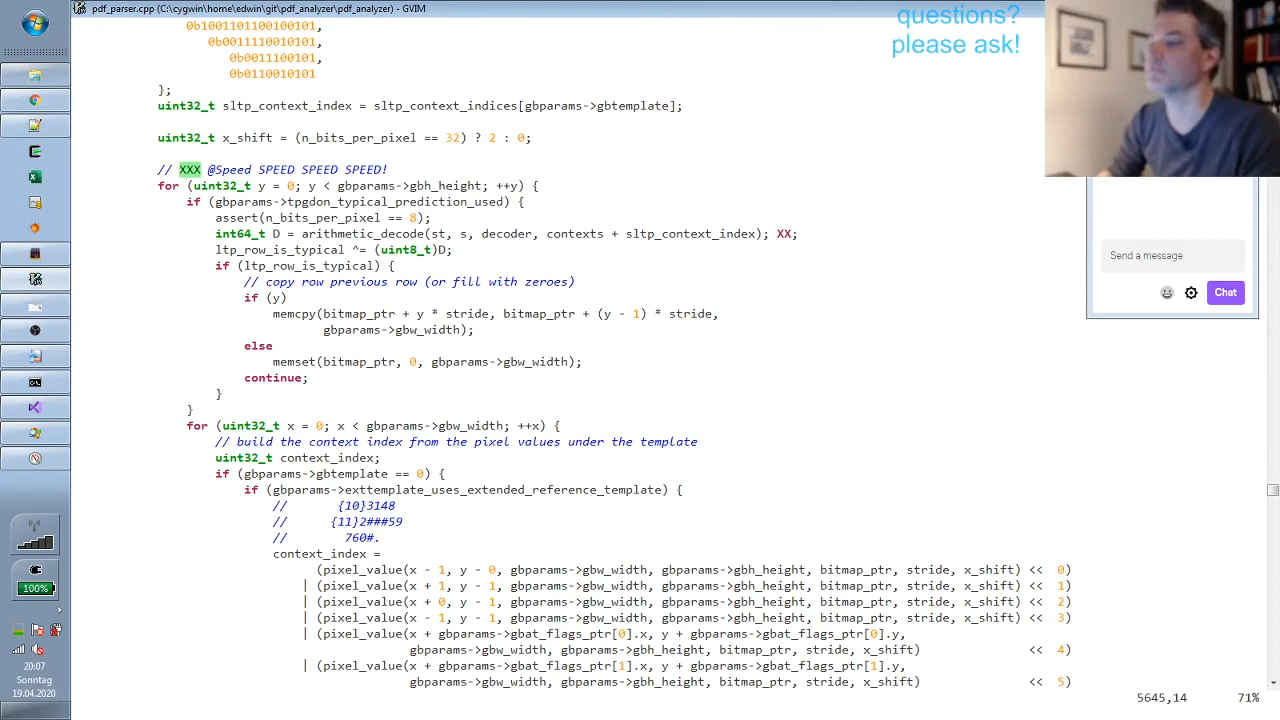 pdf_parser.cpp (C:\cygwin\home\edwin\git\pdf_analyzer\pdf_analyzer) - GVIM
questions?
please ask!
0b1001101100100101,
0b0011110010101,
0b0011100101,
0b0110010101
};
uint32_t sltp_context_index = sltp_context_indices[gbparams->gbtemplate];
uint32_t x_shift = (n_bits_per_pixel == 32) ? 2 : 0;
// XXX @Speed SPEED SPEED SPEED!
for (uint32_t y = 0; y < gbparams->gbh_height; ++y) {
if (gbparams->tpgdon_typical_prediction_used) {
assert(n_bits_per_pixel == 8);
int64_t D = arithmetic_decode(st, s, decoder, contexts + sltp_context_index); XX;
ltp_row_is_typical ^= (uint8_t)D;
if (ltp_row_is_typical) {
// copy row previous row (or fill with zeroes)
if (y)
memcpy(bitmap_ptr + y * stride, bitmap_ptr + (y - 1) * stride,
gbparams->gbw_width);
else
memset(bitmap_ptr, 0, gbparams->gbw_width);
continue;
}
}
for (uint32_t x = 0; x < gbparams->gbw_width; ++x) {
// build the context index from the pixel values under the template
uint32_t context_index;
if (gbparams->gbtemplate == 0) {
if (gbparams->exttemplate_uses_extended_reference_template) {
// {10}3148
// {11}2###59
// 760#.
context_index =
(pixel_value(x - 1, y - 0, gbparams->gbw_width, gbparams->gbh_height, bitmap_ptr, stride, x_shift) << 0)
| (pixel_value(x + 1, y - 1, gbparams->gbw_width, gbparams->gbh_height, bitmap_ptr, stride, x_shift) << 1)
| (pixel_value(x + 0, y - 1, gbparams->gbw_width, gbparams->gbh_height, bitmap_ptr, stride, x_shift) << 2)
| (pixel_value(x - 1, y - 1, gbparams->gbw_width, gbparams->gbh_height, bitmap_ptr, stride, x_shift) << 3)
| (pixel_value(x + gbparams->gbat_flags_ptr[0].x, y + gbparams->gbat_flags_ptr[0].y,
gbparams->gbw_width, gbparams->gbh_height, bitmap_ptr, stride, x_shift) << 4)
| (pixel_value(x + gbparams->gbat_flags_ptr[1].x, y + gbparams->gbat_flags_ptr[1].y,
gbparams->gbw_width, gbparams->gbh_height, bitmap_ptr, stride, x_shift) << 5)
5645,14 71%
Send a message
Chat
100%
20:07
Sonntag
19.04.2020